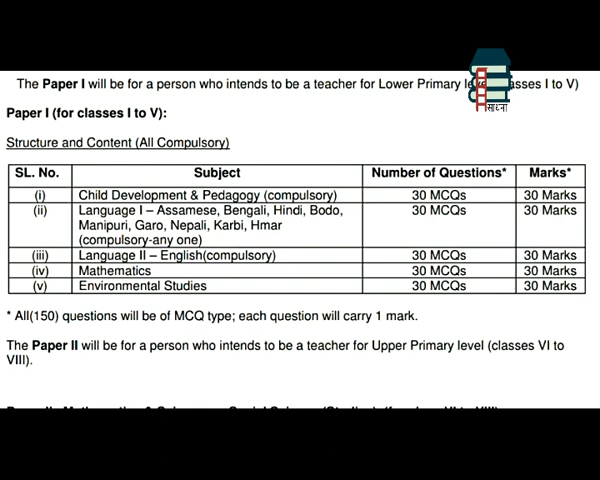 The Paper I will be for a person who intends to be a teacher for Lower Primary level (classes I to V)
साधना
Paper I (for classes I to V):
Structure and Content (All Compulsory)
SL. No. Subject Number of Questions* Marks*
(i) Child Development & Pedagogy (compulsory) 30 MCQs 30 Marks
(ii) Language I – Assamese, Bengali, Hindi, Bodo, 30 MCQs 30 Marks
Manipuri, Garo, Nepali, Karbi, Hmar
(compulsory-any one)
(iii) Language II – English(compulsory) 30 MCQs 30 Marks
(iv) Mathematics 30 MCQs 30 Marks
(v) Environmental Studies 30 MCQs 30 Marks
* All(150) questions will be of MCQ type; each question will carry 1 mark.
The Paper II will be for a person who intends to be a teacher for Upper Primary level (classes VI to
VIII).